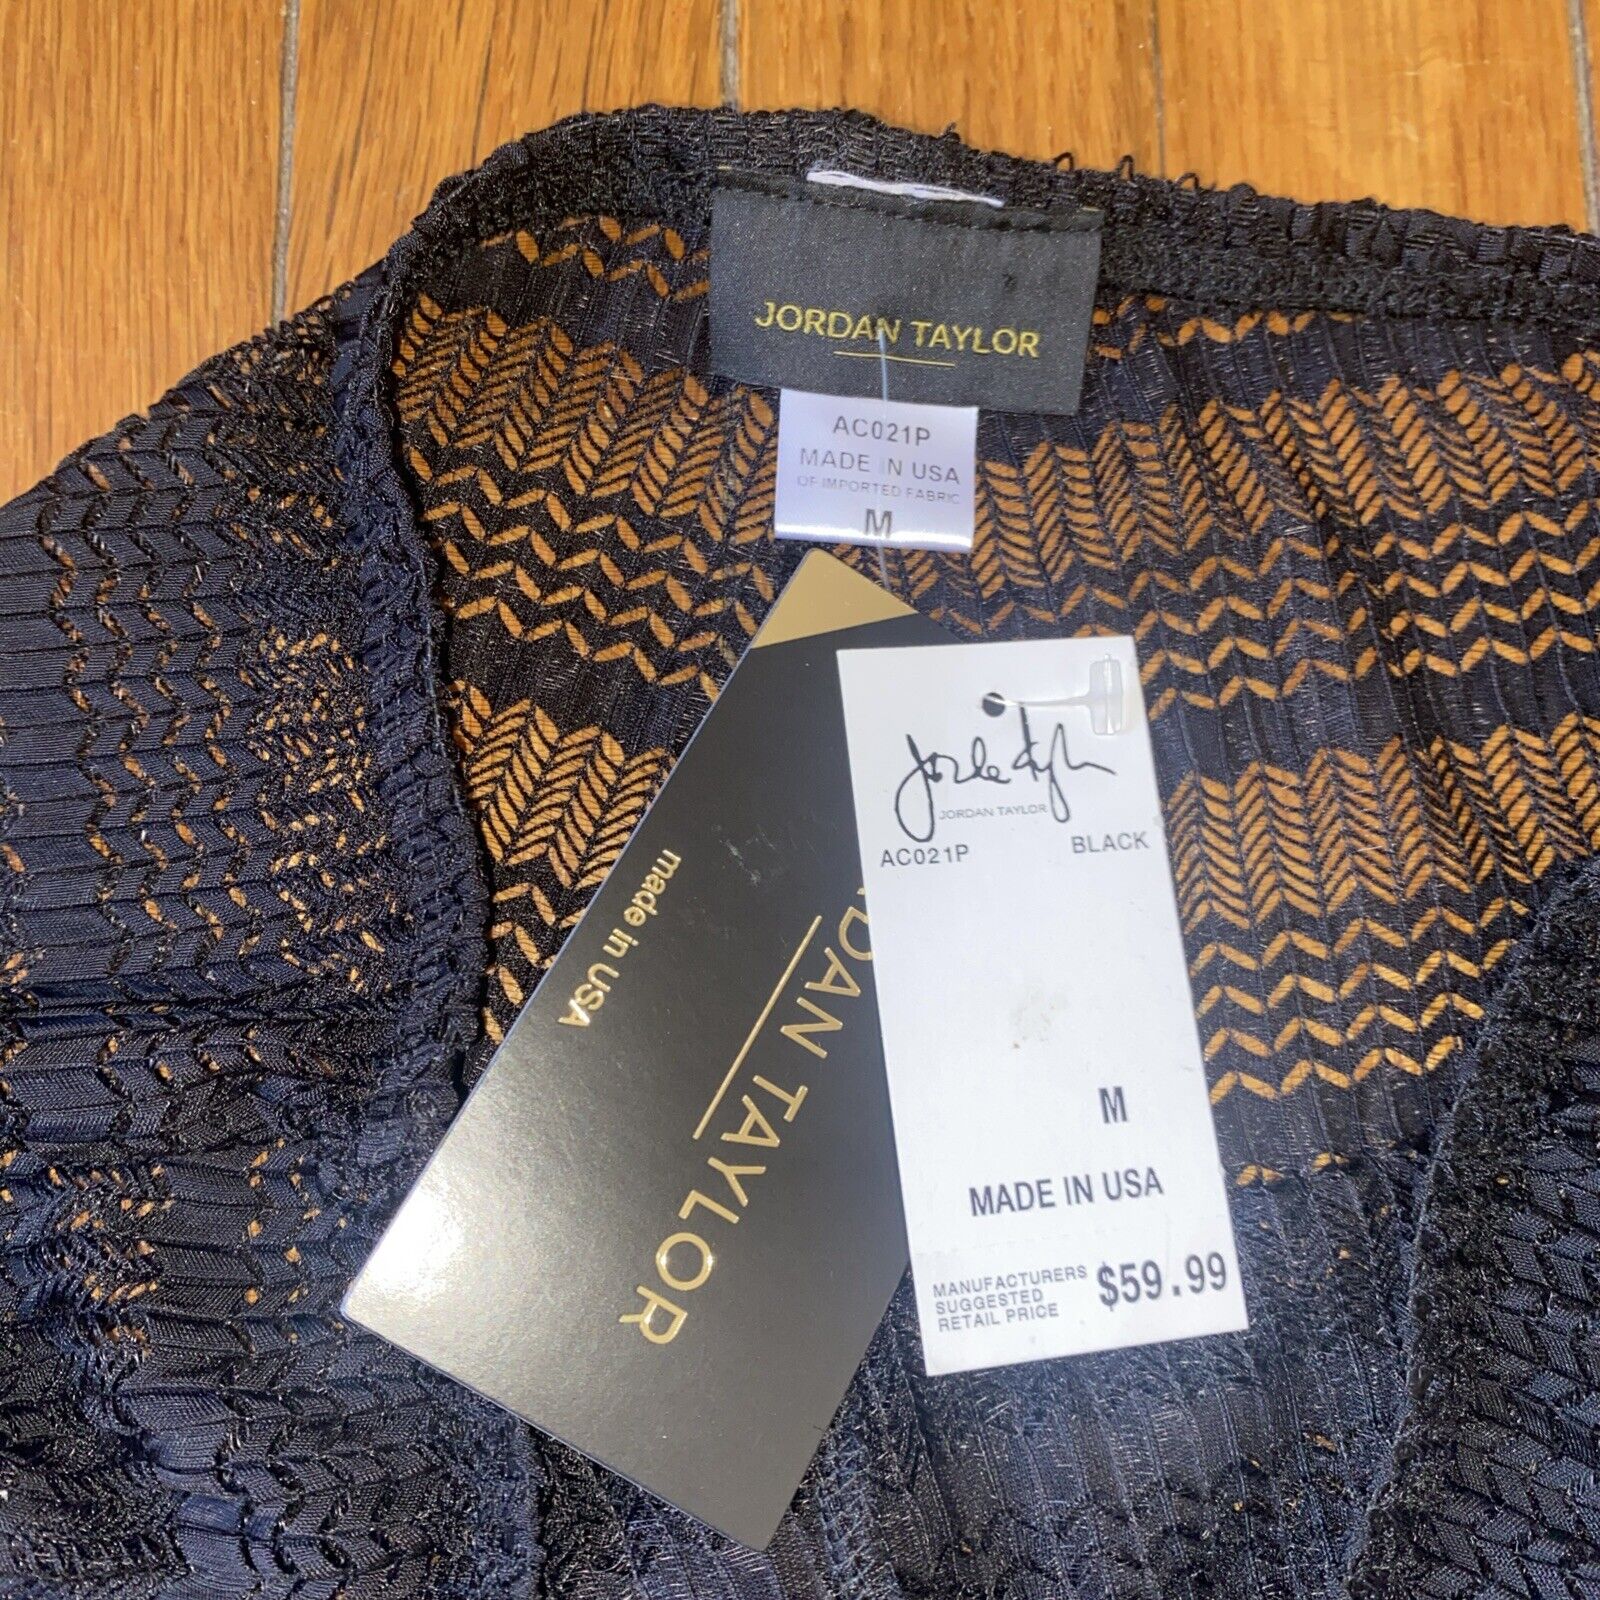 JORDAN TAYLOR
AC021P
MADE IN USA
OF IMPORTED FABRIC
M
made in USA
RDAN TAYLOR
JORDAN TAYLOR
AC021P BLACK
M
MADE IN USA
MANUFACTURERS
SUGGESTED
RETAIL PRICE
$59.99